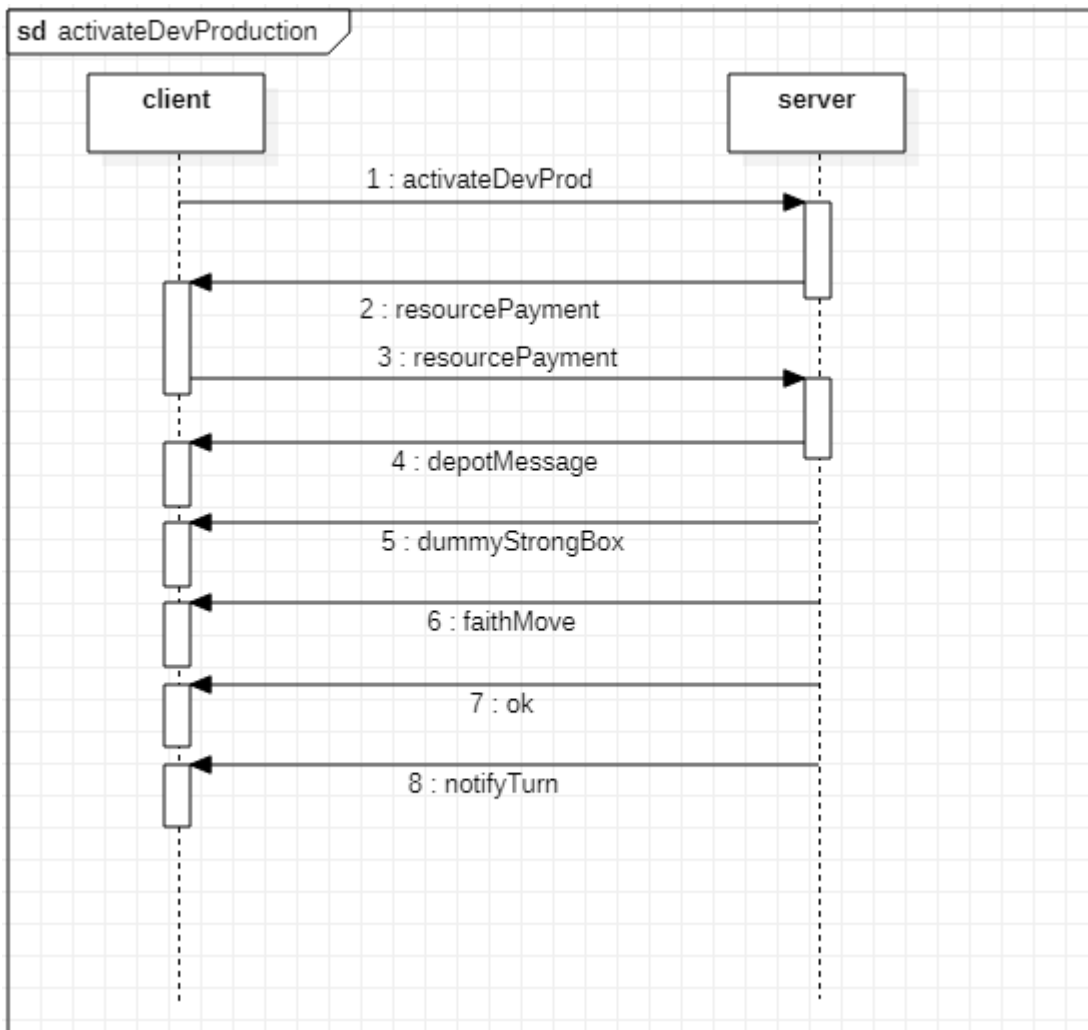 sd activateDevProduction
client
server
1 : activateDevProd
2 : resourcePayment
3 : resourcePayment
4 : depotMessage
5 : dummyStrongBox
6 : faithMove
7 : ok
8 : notifyTurn